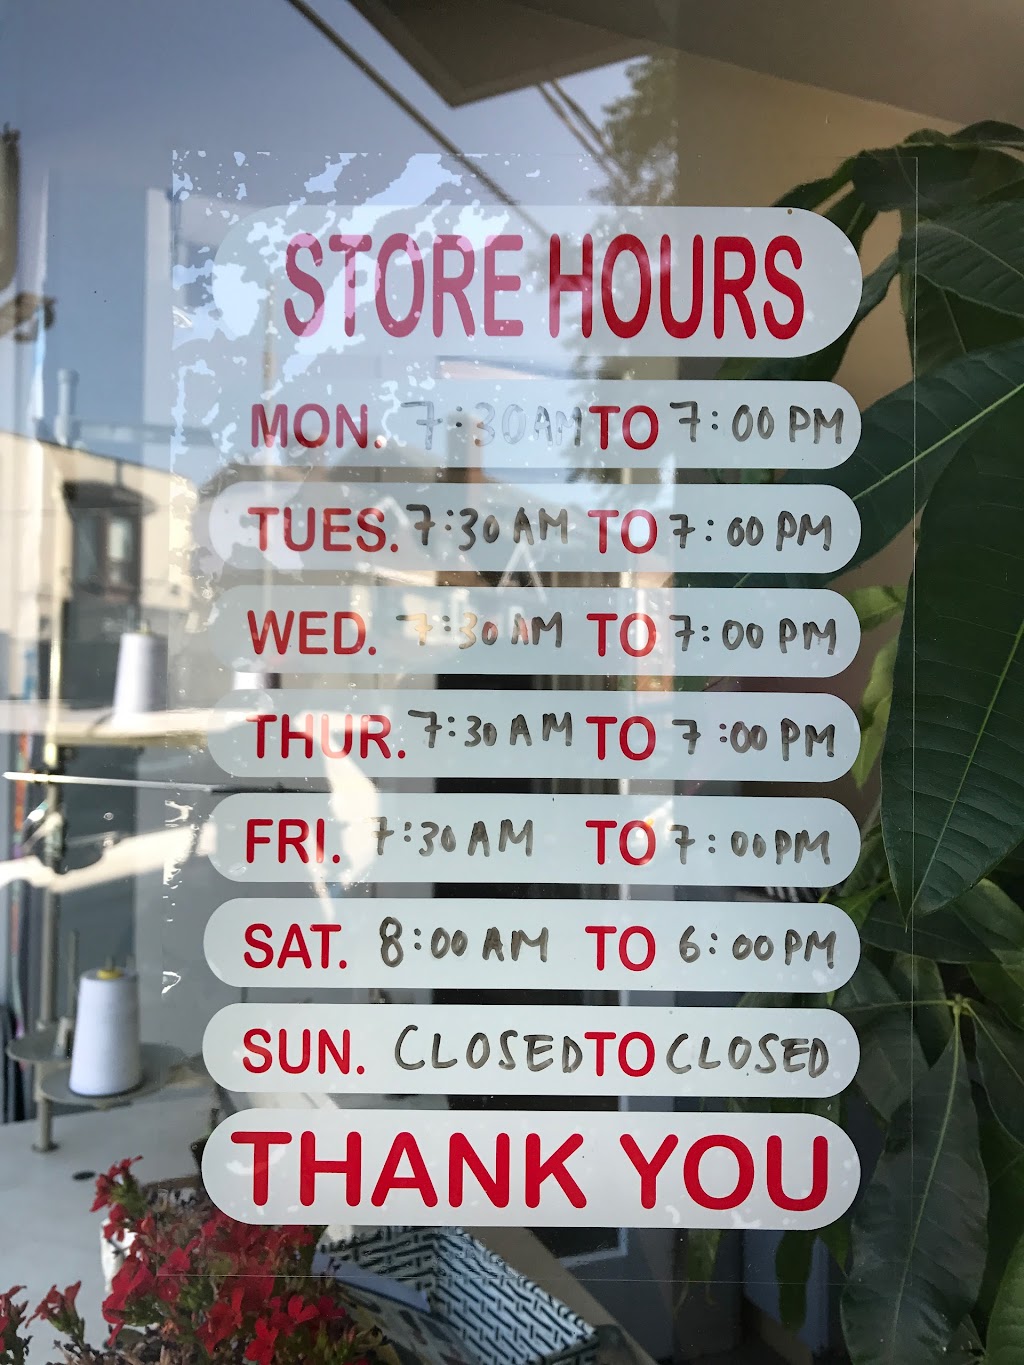 STORE HOURS
MON. 7:30AM TO 7:00 PM
TUES. 7:30 AM TO 7:00 PM
WED. 7:30 AM TO 7:00 PM
THUR. 7:30 AM TO 7:00 PM
FRI. 7:30 AM TO 7:00PM
SAT. 8:00 AM TO 6:00PM
SUN. CLOSED TO CLOSED
THANK YOU